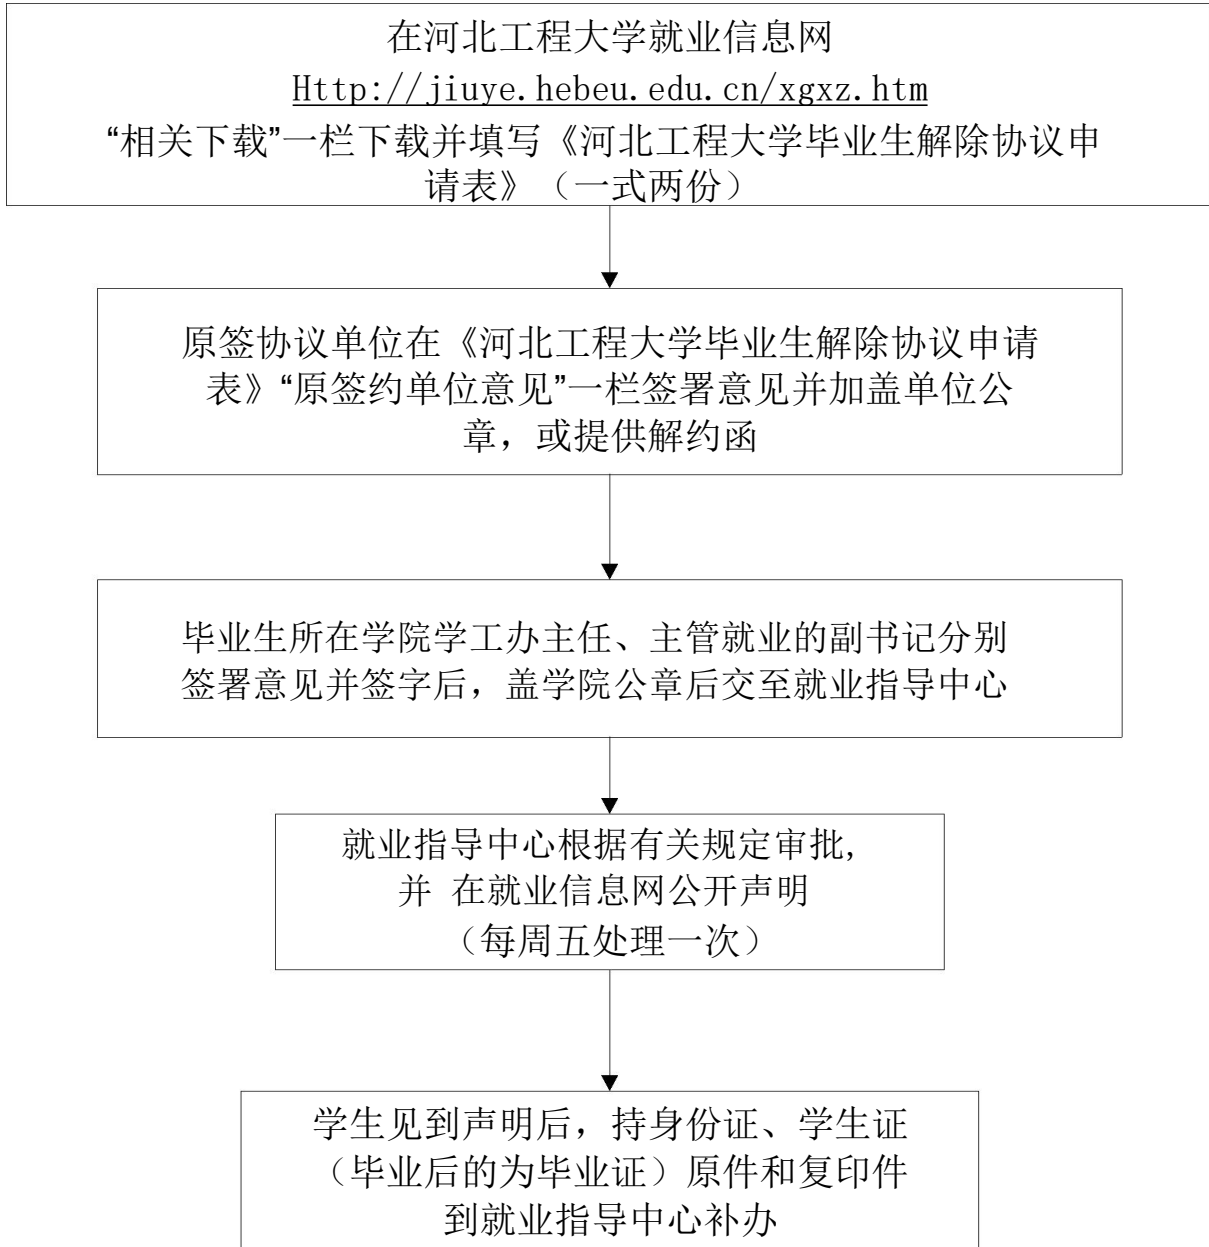 在河北工程大学就业信息网
Http://jiuye.hebeu.edu.cn/xgxz.htm
“相关下载”一栏下载并填写《河北工程大学毕业生解除协议申
请表》（一式两份）
原签协议单位在《河北工程大学毕业生解除协议申请
表》“原签约单位意见”一栏签署意见并加盖单位公
章，或提供解约函
毕业生所在学院学工办主任、主管就业的副书记分别
签署意见并签字后，盖学院公章后交至就业指导中心
就业指导中心根据有关规定审批，
并 在就业信息网公开声明
（每周五处理一次）
学生见到声明后，持身份证、学生证
（毕业后的为毕业证）原件和复印件
到就业指导中心补办